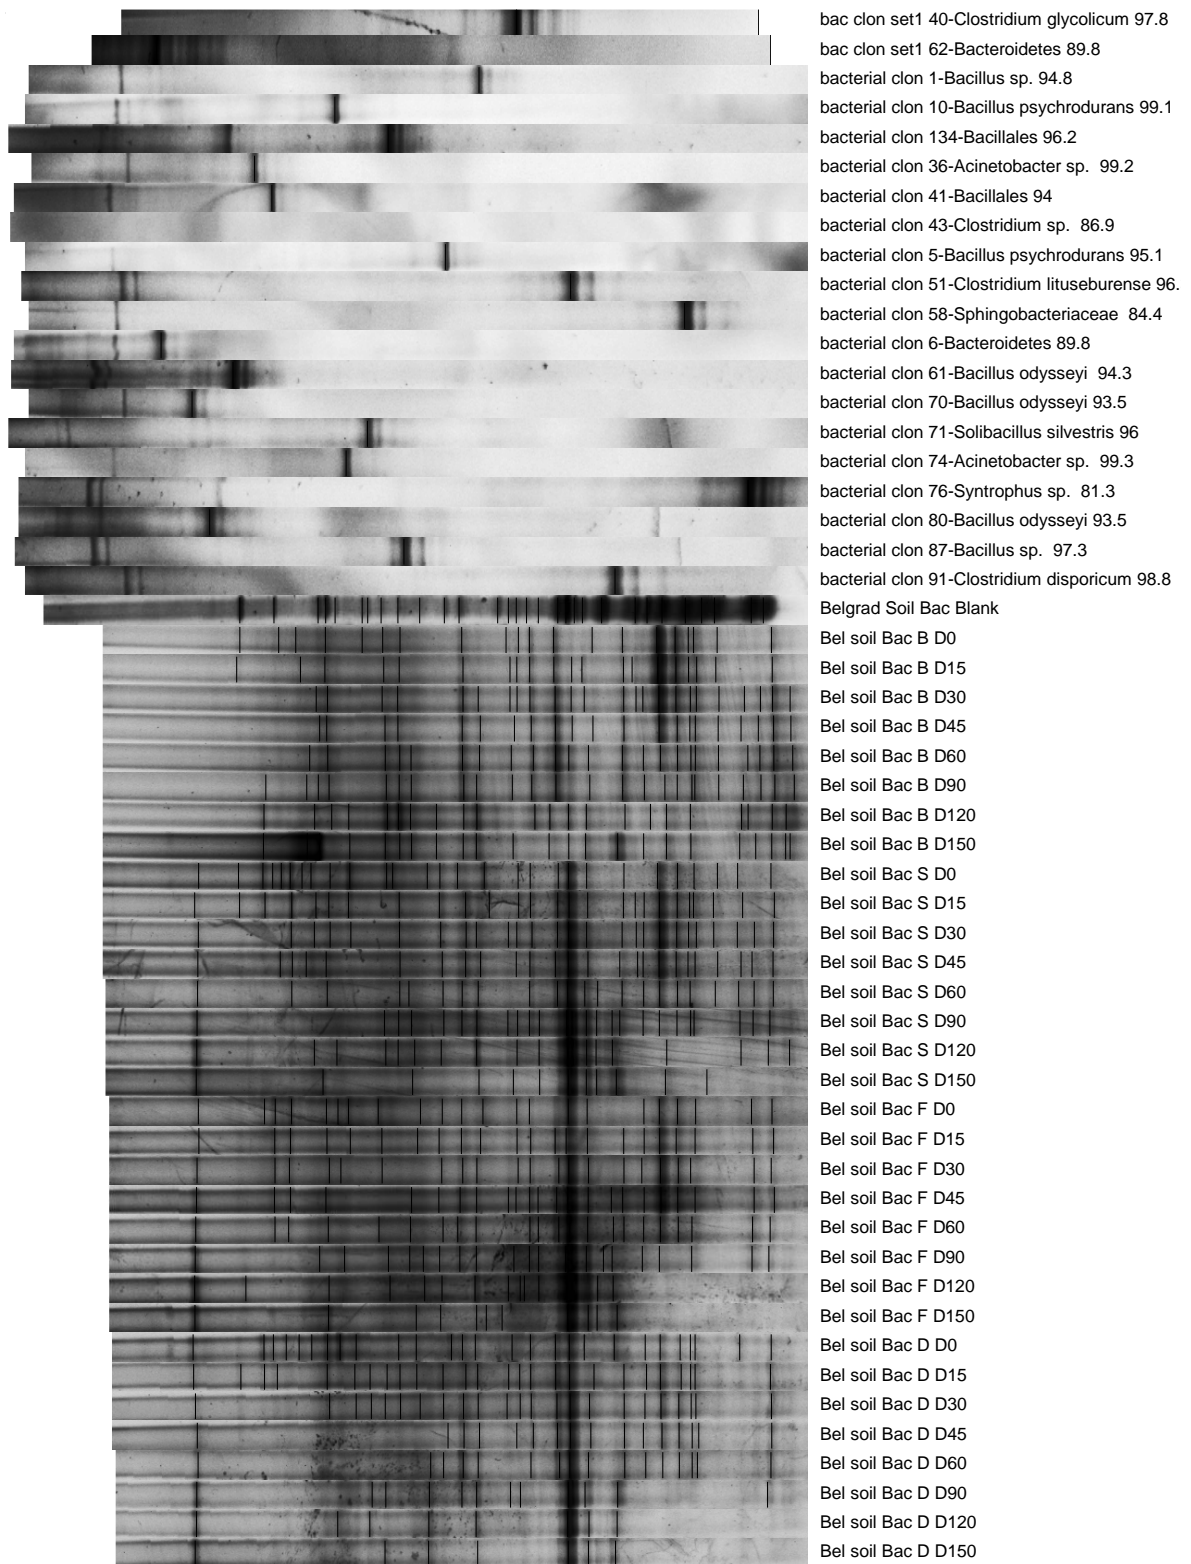 bac clon set1 40-Clostridium glycolicum 97.8
bac clon set1 62-Bacteroidetes 89.8
bacterial clon 1-Bacillus sp. 94.8
bacterial clon 10-Bacillus psychrodurans 99.1
bacterial clon 134-Bacillales 96.2
bacterial clon 36-Acinetobacter sp. 99.2
bacterial clon 41-Bacillales 94
bacterial clon 43-Clostridium sp. 86.9
bacterial clon 5-Bacillus psychrodurans 95.1
bacterial clon 51-Clostridium lituseburense 96.
bacterial clon 58-Sphingobacteriaceae 84.4
bacterial clon 6-Bacteroidetes 89.8
bacterial clon 61-Bacillus odysseyi 94.3
bacterial clon 70-Bacillus odysseyi 93.5
bacterial clon 71-Solibacillus silvestris 96
bacterial clon 74-Acinetobacter sp. 99.3
bacterial clon 76-Syntrophus sp. 81.3
bacterial clon 80-Bacillus odysseyi 93.5
bacterial clon 87-Bacillus sp. 97.3
bacterial clon 91-Clostridium disporicum 98.8
Belgrad Soil Bac Blank
Bel soil Bac B D0
Bel soil Bac B D15
Bel soil Bac B D30
Bel soil Bac B D45
Bel soil Bac B D60
Bel soil Bac B D90
Bel soil Bac B D120
Bel soil Bac B D150
Bel soil Bac S D0
Bel soil Bac S D15
Bel soil Bac S D30
Bel soil Bac S D45
Bel soil Bac S D60
Bel soil Bac S D90
Bel soil Bac S D120
Bel soil Bac S D150
Bel soil Bac F D0
Bel soil Bac F D15
Bel soil Bac F D30
Bel soil Bac F D45
Bel soil Bac F D60
Bel soil Bac F D90
Bel soil Bac F D120
Bel soil Bac F D150
Bel soil Bac D D0
Bel soil Bac D D15
Bel soil Bac D D30
Bel soil Bac D D45
Bel soil Bac D D60
Bel soil Bac D D90
Bel soil Bac D D120
Bel soil Bac D D150